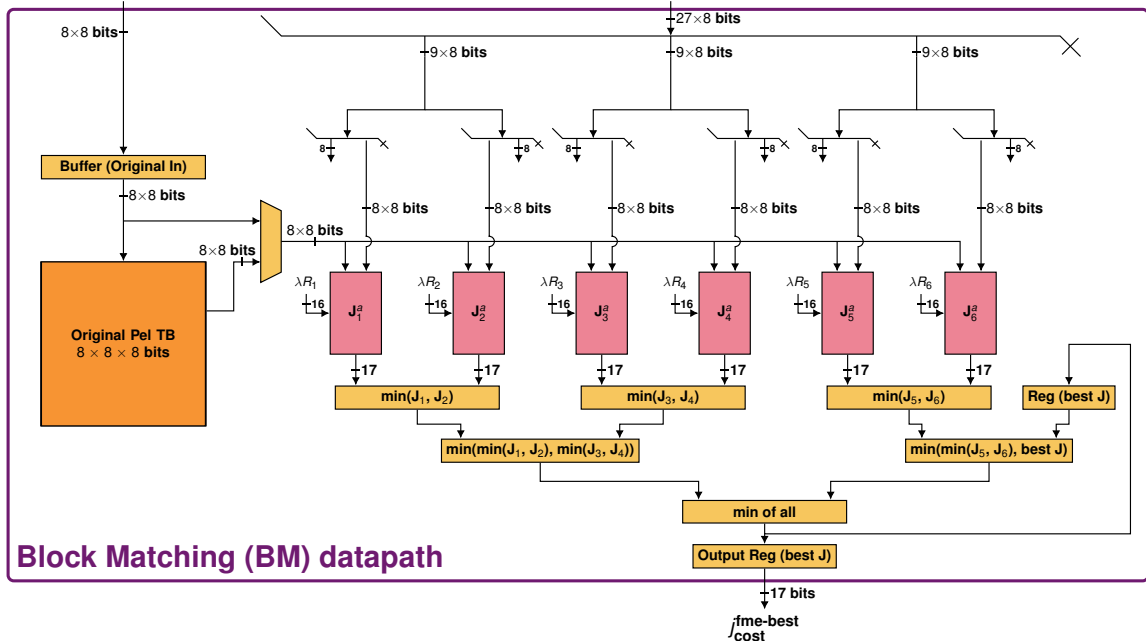 8×8 bits
27×8 bits
9×8 bits
9×8 bits
9×8 bits
8
8
8
8
8
8
Buffer (Original In)
8×8 bits
8×8 bits
8×8 bits
8×8 bits
8×8 bits
8×8 bits
8×8 bits
8×8 bits
8×8 bits
Original Pel TB
8 × 8 × 8 bits
λR₁
λR₂
λR₃
λR₄
λR₅
λR₆
16
16
16
16
16
16
J₁ᵃ
J₂ᵃ
J₃ᵃ
J₄ᵃ
J₅ᵃ
J₆ᵃ
17
17
17
17
17
17
min(J₁, J₂)
min(J₃, J₄)
min(J₅, J₆)
Reg (best J)
min(min(J₁, J₂), min(J₃, J₄))
min(min(J₅, J₆), best J)
min of all
Output Reg (best J)
Block Matching (BM) datapath
17 bits
j fme-best
cost